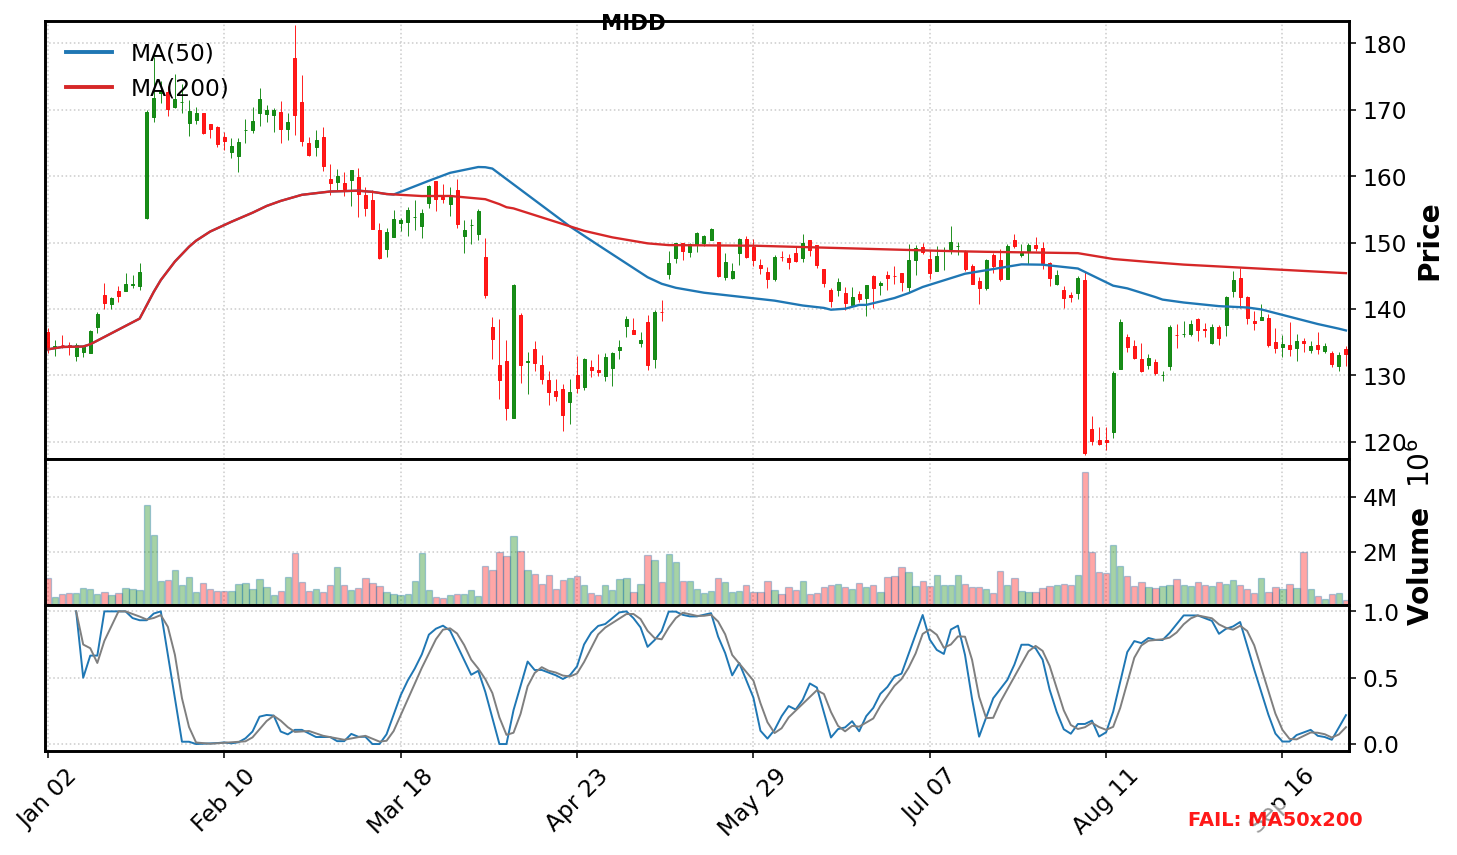 MIDD
MA(50)
MA(200)
180
170
160
150
140
130
120
Price
4M
2M
Volume 10⁶
1.0
0.5
0.0
Jan 02
Feb 10
Mar 18
Apr 23
May 29
Jul 07
Aug 11
Sep 16
FAIL: MA50x200